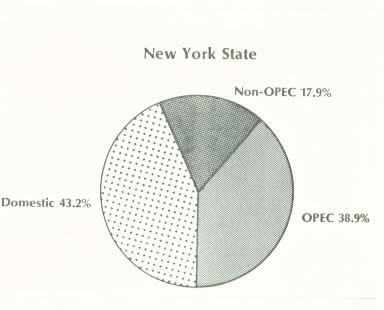 New York State
Non-OPEC 17.9%
Domestic 43.2%
OPEC 38.9%